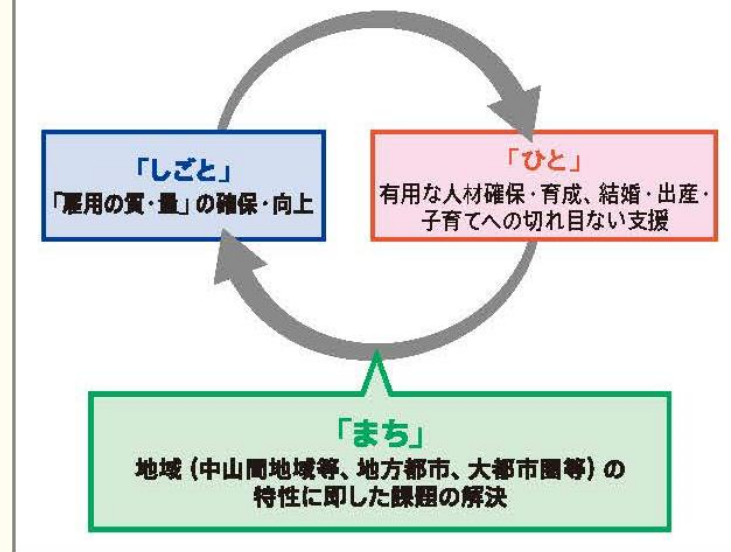 「しごと」
「雇用の質・量」の確保・向上
「ひと」
有用な人材確保・育成、結婚・出産・
子育てへの切れ目ない支援
「まち」
地域（中山間地域等、地方都市、大都市圏等）の
特性に即した課題の解決